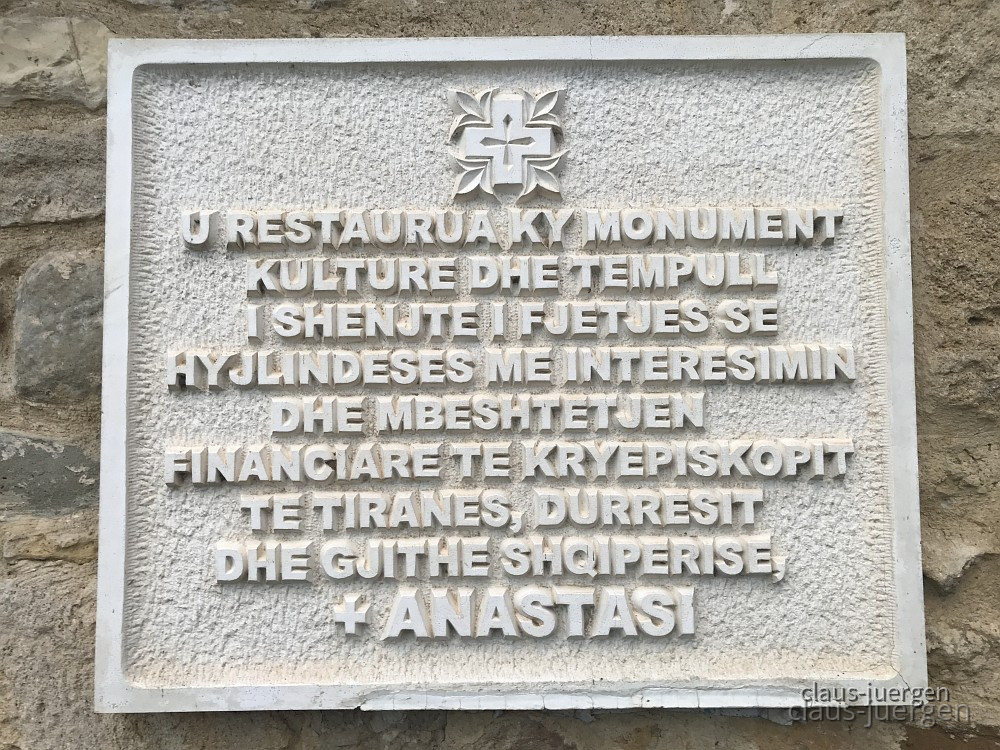 U RESTAURUA KY MONUMENT
KULTURE DHE TEMPULL
I SHENJTE I FJETJES SE
HYJLINDESES ME INTERESIMIN
DHE MBESHTETJEN
FINANCIARE TE KRYEPISKOPIT
TE TIRANES, DURRESIT
DHE GJITHE SHQIPERISE,
+ ANASTASI
claus-juergen
claus-juergen